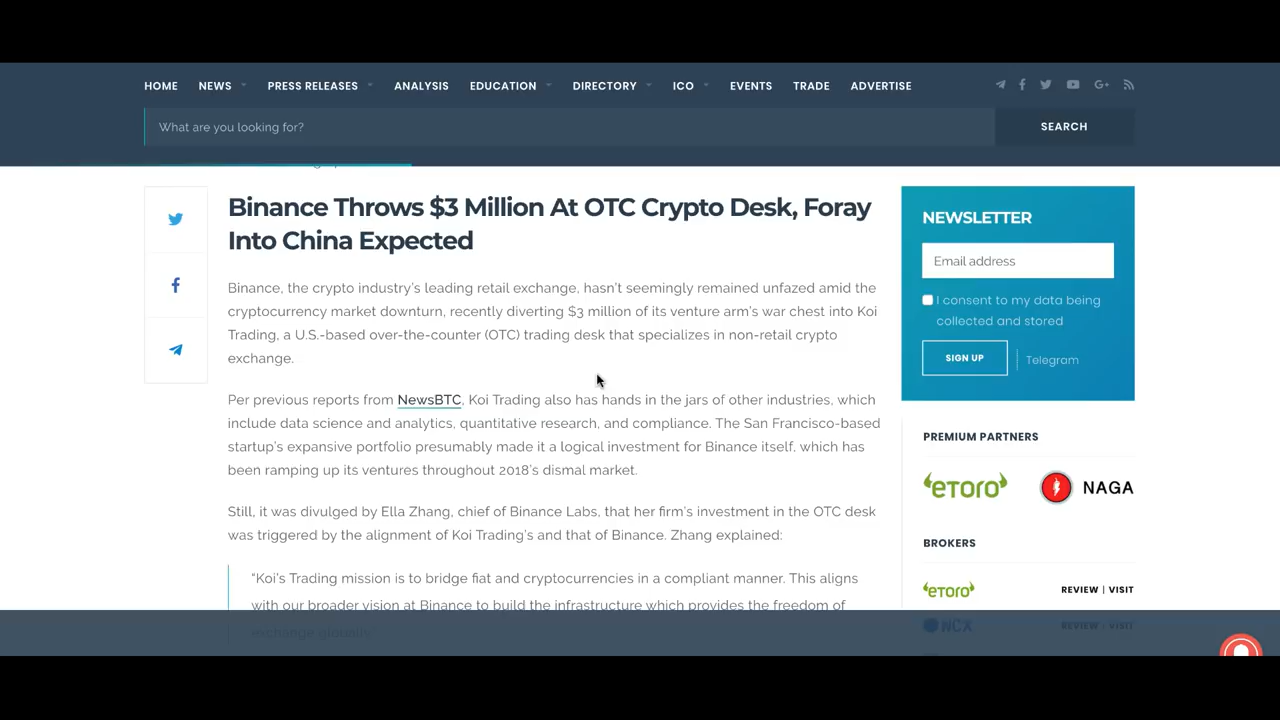 HOME NEWS PRESS RELEASES ANALYSIS EDUCATION DIRECTORY ICO EVENTS TRADE ADVERTISE
What are you looking for?
SEARCH
Binance Throws $3 Million At OTC Crypto Desk, Foray
Into China Expected
Binance, the crypto industry's leading retail exchange, hasn't seemingly remained unfazed amid the
cryptocurrency market downturn, recently diverting $3 million of its venture arm's war chest into Koi
Trading, a U.S.-based over-the-counter (OTC) trading desk that specializes in non-retail crypto
exchange.
Per previous reports from NewsBTC, Koi Trading also has hands in the jars of other industries, which
include data science and analytics, quantitative research, and compliance. The San Francisco-based
startup's expansive portfolio presumably made it a logical investment for Binance itself, which has
been ramping up its ventures throughout 2018's dismal market.
Still, it was divulged by Ella Zhang, chief of Binance Labs, that her firm's investment in the OTC desk
was triggered by the alignment of Koi Trading's and that of Binance. Zhang explained:
"Koi's Trading mission is to bridge fiat and cryptocurrencies in a compliant manner. This aligns
with our broader vision at Binance to build the infrastructure which provides the freedom of
NEWSLETTER
Email address
I consent to my data being
collected and stored
SIGN UP
Telegram
PREMIUM PARTNERS
eToro
NAGA
BROKERS
eToro REVIEW | VISIT
NCX REVIEW | VISIT